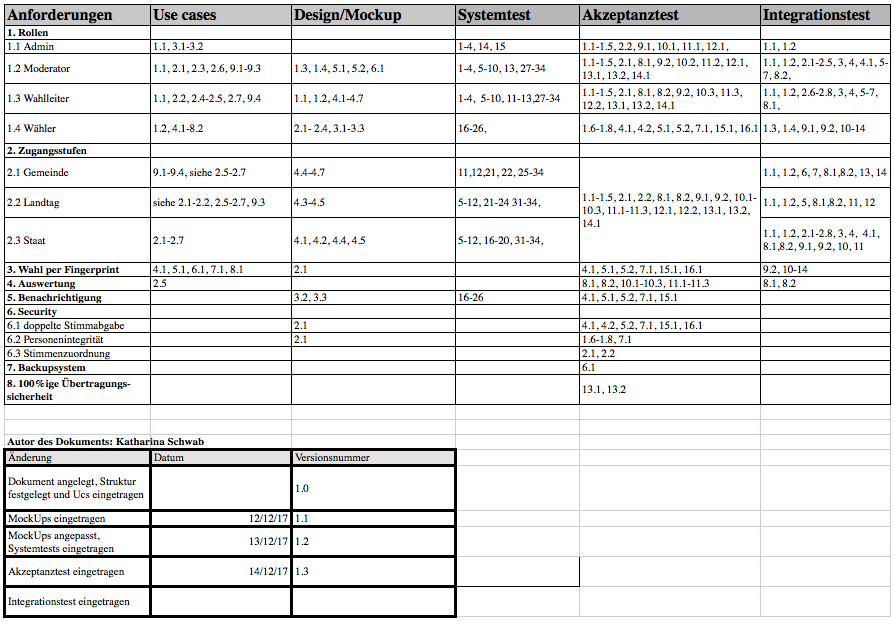 Anforderungen Use cases Design/Mockup Systemtest Akzeptanztest Integrationstest
1. Rollen
1.1 Admin 1.1, 3.1-3.2 1-4, 14, 15 1.1-1.5, 2.2, 9.1, 10.1, 11.1, 12.1, 1.1, 1.2
1.2 Moderator 1.1, 2.1, 2.3, 2.6, 9.1-9.3 1.3, 1.4, 5.1, 5.2, 6.1 1-4, 5-10, 13, 27-34 1.1-1.5, 2.1, 8.1, 9.2, 10.2, 11.2, 12.1, 1.1, 1.2, 2.1-2.5, 3, 4, 4.1, 5-
13.1, 13.2, 14.1 7, 8.2,
1.3 Wahlleiter 1.1, 2.2, 2.4-2.5, 2.7, 9.4 1.1, 1.2, 4.1-4.7 1-4, 5-10, 11-13,27-34 1.1-1.5, 2.1, 8.1, 8.2, 9.2, 10.3, 11.3, 1.1, 1.2, 2.6-2.8, 3, 4, 5-7,
12.2, 13.1, 13.2, 14.1 8.1,
1.4 Wähler 1.2, 4.1-8.2 2.1- 2.4, 3.1-3.3 16-26, 1.6-1.8, 4.1, 4.2, 5.1, 5.2, 7.1, 15.1, 16.1 1.3, 1.4, 9.1, 9.2, 10-14
2. Zugangsstufen
2.1 Gemeinde 9.1-9.4, siehe 2.5-2.7 4.4-4.7 11,12,21, 22, 25-34 1.1, 1.2, 6, 7, 8.1,8.2, 13, 14
2.2 Landtag siehe 2.1-2.2, 2.5-2.7, 9.3 4.3-4.5 5-12, 21-24 31-34, 1.1-1.5, 2.1, 2.2, 8.1, 8.2, 9.1, 9.2, 10.1- 1.1, 1.2, 5, 8.1,8.2, 11, 12
10.3, 11.1-11.3, 12.1, 12.2, 13.1, 13.2,
14.1
2.3 Staat 2.1-2.7 4.1, 4.2, 4.4, 4.5 5-12, 16-20, 31-34, 1.1, 1.2, 2.1-2.8, 3, 4, 4.1,
8.1,8.2, 9.1, 9.2, 10, 11
3. Wahl per Fingerprint 4.1, 5.1, 6.1, 7.1, 8.1 2.1 4.1, 5.1, 5.2, 7.1, 15.1, 16.1 9.2, 10-14
4. Auswertung 2.5 8.1, 8.2, 10.1-10.3, 11.1-11.3 8.1, 8.2
5. Benachrichtigung 3.2, 3.3 16-26 4.1, 5.1, 5.2, 7.1, 15.1
6. Security
6.1 doppelte Stimmabgabe 2.1 4.1, 4.2, 5.2, 7.1, 15.1, 16.1
6.2 Personenintegrität 2.1 1.6-1.8, 7.1
6.3 Stimmenzuordnung 2.1, 2.2
7. Backupsystem 6.1
8. 100%ige Übertragungs-
sicherheit 13.1, 13.2
Autor des Dokuments: Katharina Schwab
Änderung Datum Versionsnummer
Dokument angelegt, Struktur
festgelegt und Ucs eingetragen 1.0
MockUps eingetragen 12/12/17 1.1
MockUps angepasst,
Systemtests eingetragen 13/12/17 1.2
Akzeptanztest eingetragen 14/12/17 1.3
Integrationstest eingetragen